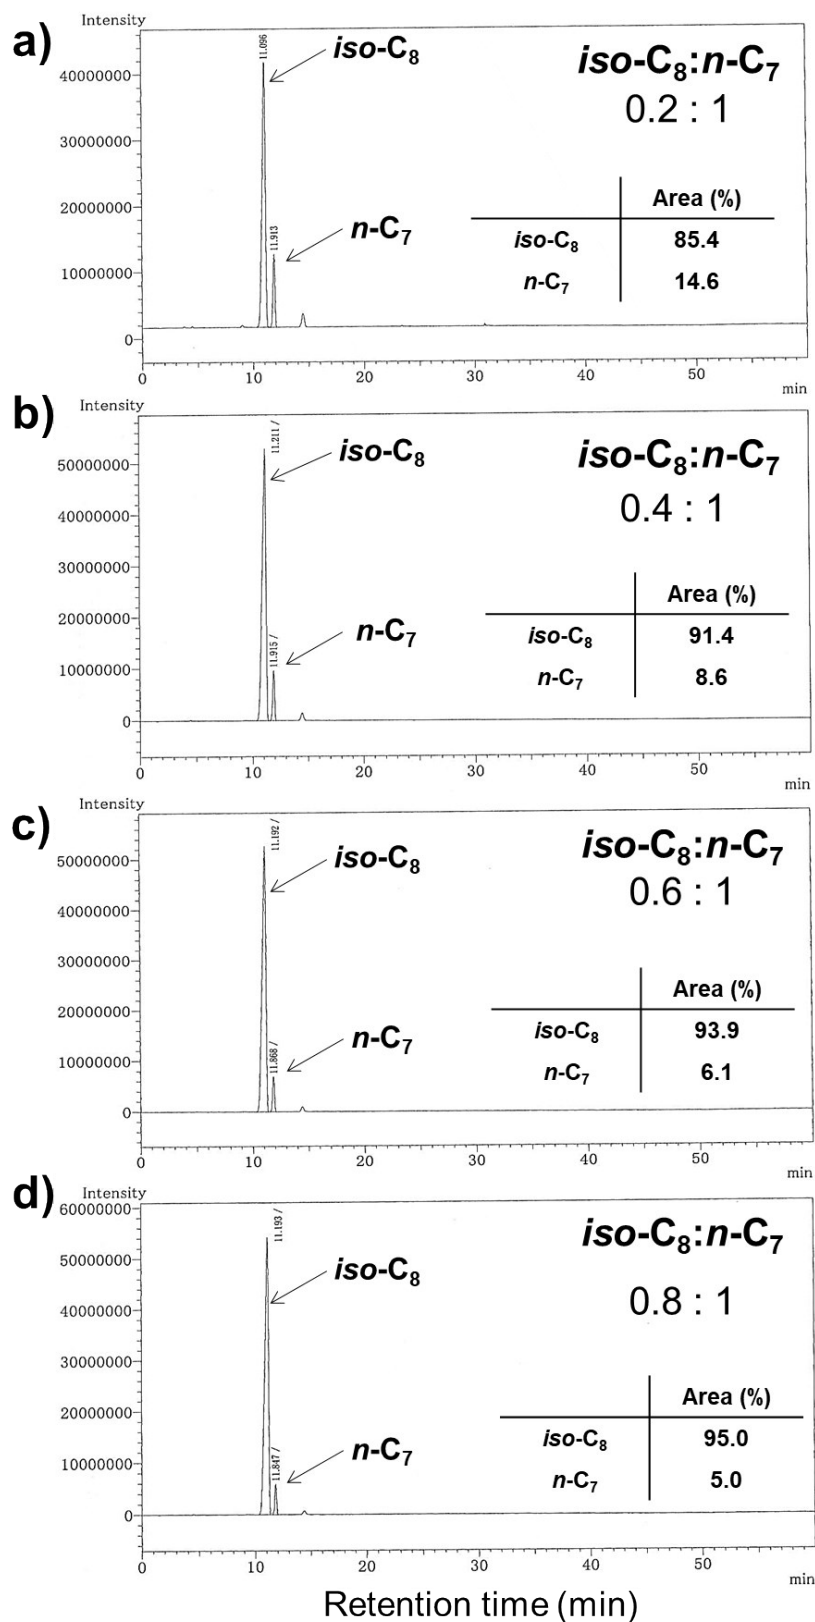 a)
Intensity
11.096
iso-C8
iso-C8:n-C7
0.2 : 1
40000000
30000000
20000000
10000000
0
n-C7
11.913
Area (%)
iso-C8 85.4
n-C7 14.6
0 10 20 30 40 50
min
b)
Intensity
11.211 /
iso-C8
iso-C8:n-C7
0.4 : 1
50000000
40000000
30000000
20000000
10000000
0
n-C7
11.915 /
Area (%)
iso-C8 91.4
n-C7 8.6
0 10 20 30 40 50
min
c)
Intensity
11.192 /
iso-C8
iso-C8:n-C7
0.6 : 1
50000000
40000000
30000000
20000000
10000000
0
n-C7
11.868 /
Area (%)
iso-C8 93.9
n-C7 6.1
0 10 20 30 40 50
min
d)
Intensity
60000000
11.193 /
iso-C8
iso-C8:n-C7
0.8 : 1
50000000
40000000
30000000
20000000
10000000
0
n-C7
11.847 /
Area (%)
iso-C8 95.0
n-C7 5.0
0 10 20 30 40 50
min
Retention time (min)